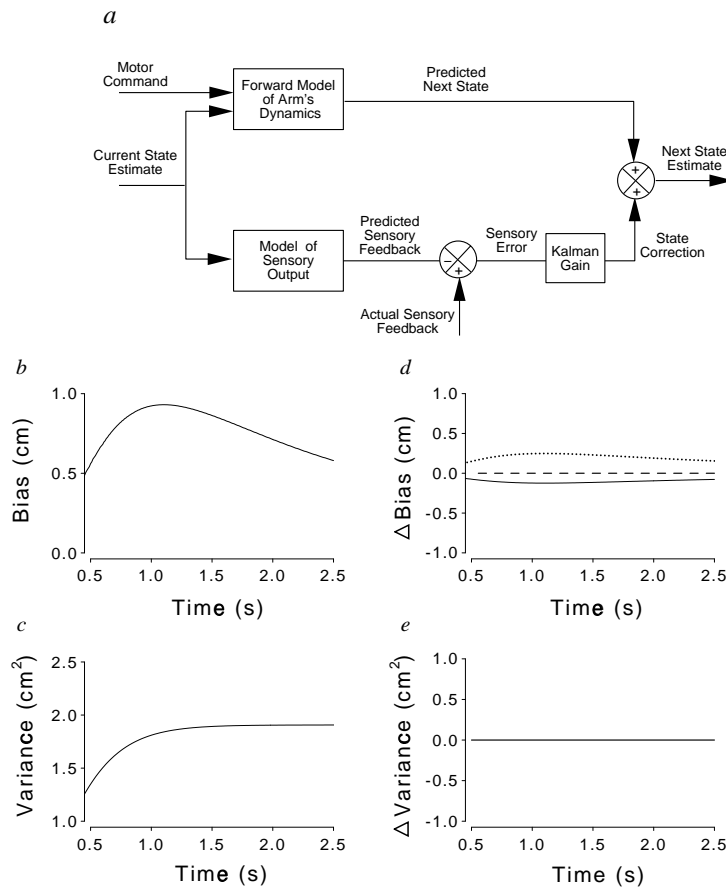 a
Motor
Command
Forward Model
of Arm's
Dynamics
Predicted
Next State
Current State
Estimate
Next State
Estimate
Model of
Sensory
Output
Predicted
Sensory
Feedback
Sensory
Error
Kalman
Gain
State
Correction
Actual Sensory
Feedback
+
+
−
+
b
Bias (cm)
1.0
0.5
0.0
0.5 1.0 1.5 2.0 2.5
Time (s)
d
△ Bias (cm)
1.0
0.5
0.0
-0.5
-1.0
0.5 1.0 1.5 2.0 2.5
Time (s)
c
Variance (cm²)
2.5
2.0
1.5
1.0
0.5 1.0 1.5 2.0 2.5
Time (s)
e
△ Variance (cm²)
1.0
0.5
0.0
-0.5
-1.0
0.5 1.0 1.5 2.0 2.5
Time (s)